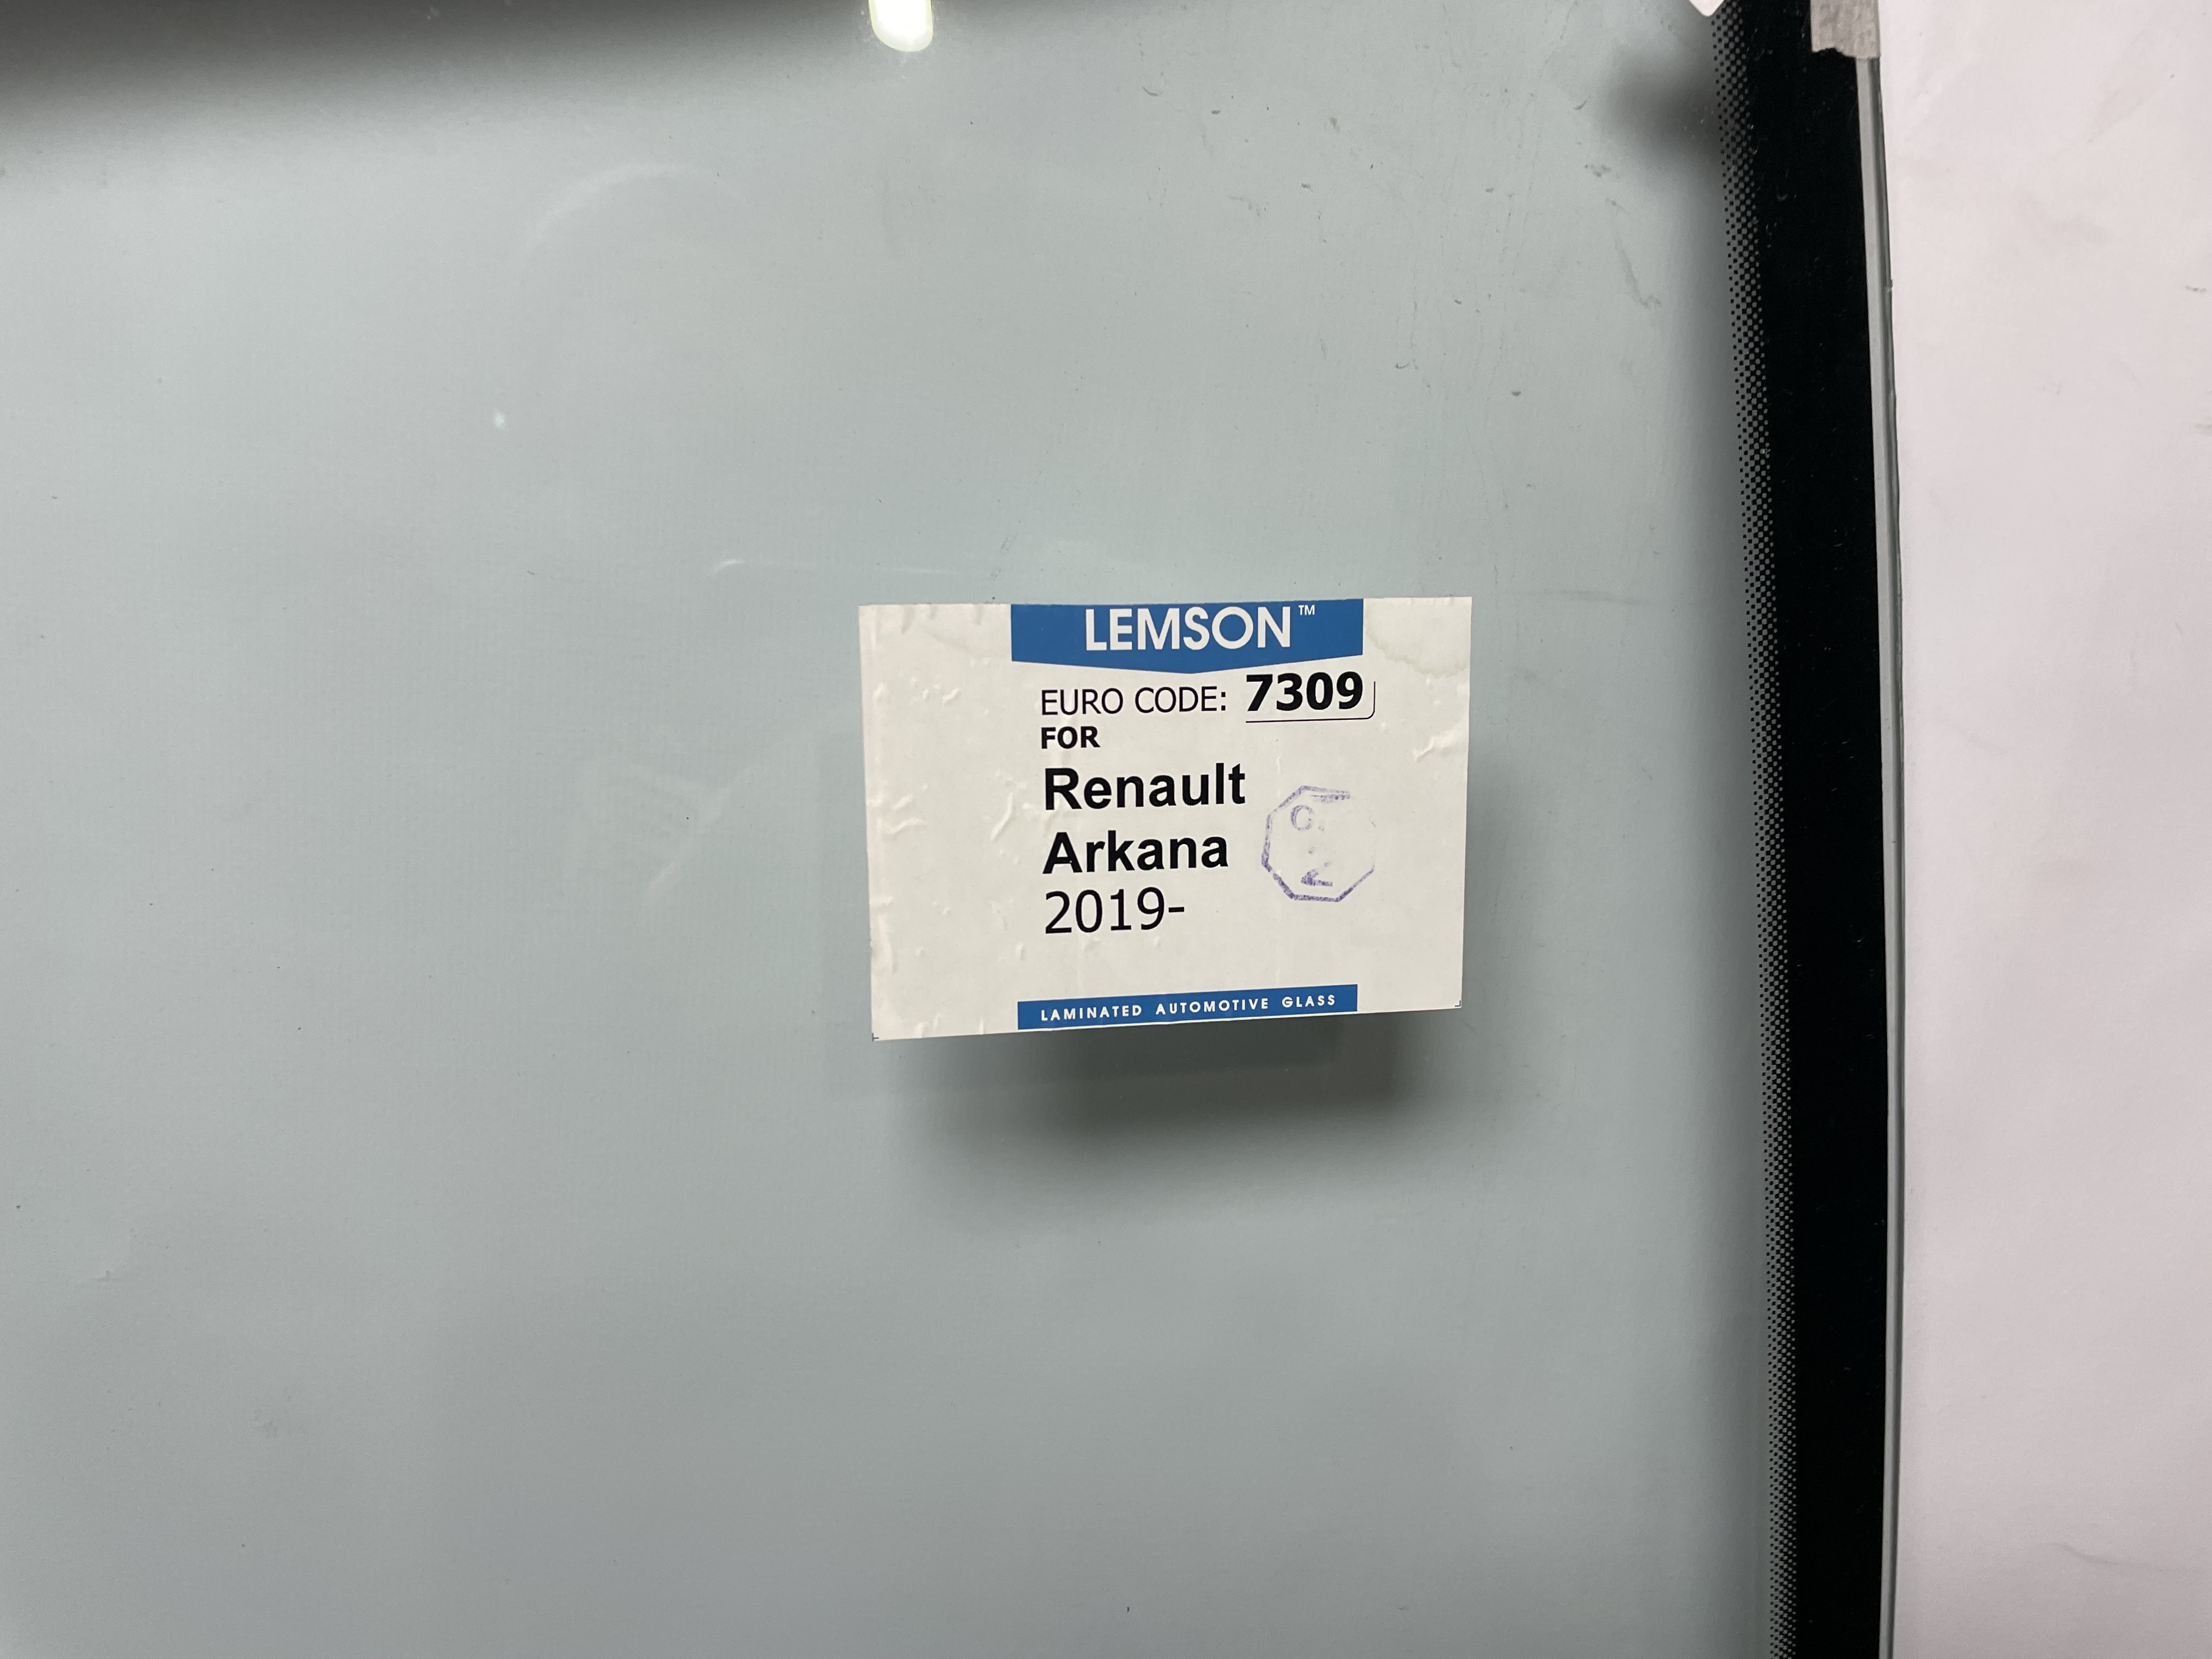 LEMSON™
EURO CODE: 7309
FOR
Renault
Arkana
2019-
LAMINATED AUTOMOTIVE GLASS